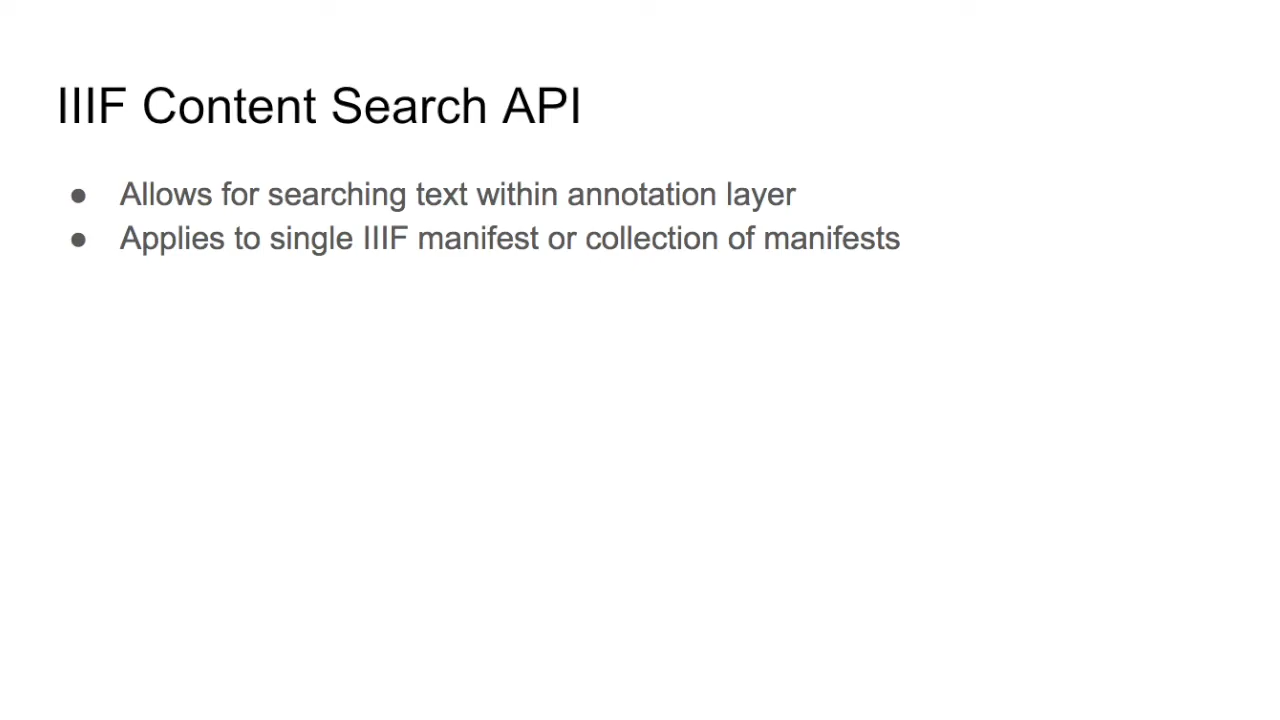 IIIF Content Search API
● Allows for searching text within annotation layer
● Applies to single IIIF manifest or collection of manifests